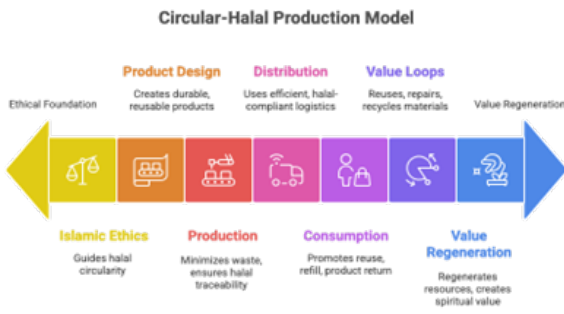 Circular-Halal Production Model
Product Design
Creates durable,
reusable products
Distribution
Uses efficient, halal-
compliant logistics
Value Loops
Reuses, repairs,
recycles materials
Ethical Foundation
Value Regeneration
Islamic Ethics
Guides halal
circularity
Production
Minimizes waste,
ensures halal
traceability
Consumption
Promotes reuse,
refill, product return
Value
Regeneration
Regenerates
resources, creates
spiritual value